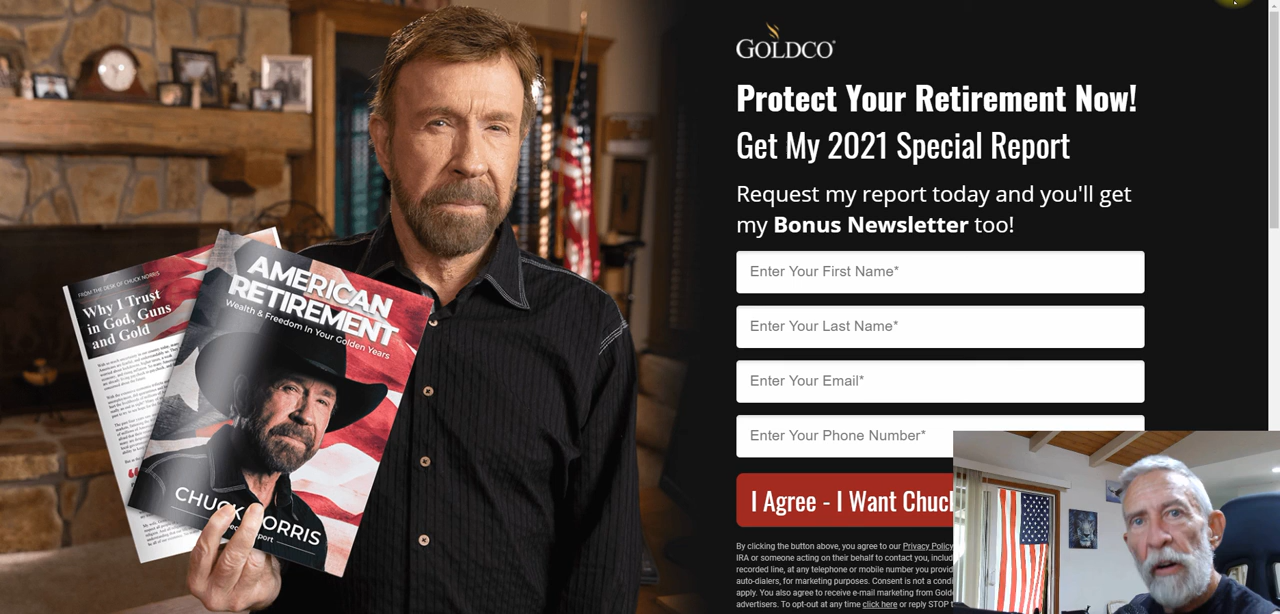 GOLDCO
Protect Your Retirement Now!
Get My 2021 Special Report
Request my report today and you'll get
my Bonus Newsletter too!
Enter Your First Name*
Enter Your Last Name*
Enter Your Email*
Enter Your Phone Number*
I Agree - I Want Chuc
By clicking the button above, you agree to our Privacy Policy
IRA or someone acting on their behalf to contact you, includ
recorded line, at any telephone or mobile number you provid
auto-dialers, for marketing purposes. Consent is not a condi
apply. You also agree to receive e-mail marketing from Gold
advertisers. To opt-out at any time click here or reply STOP t
FROM THE DESK OF CHUCK NORRIS
Why I Trust
in God, Guns
and Gold
AMERICAN
RETIREMENT
Wealth & Freedom In Your Golden Years
CHUCK NORRIS